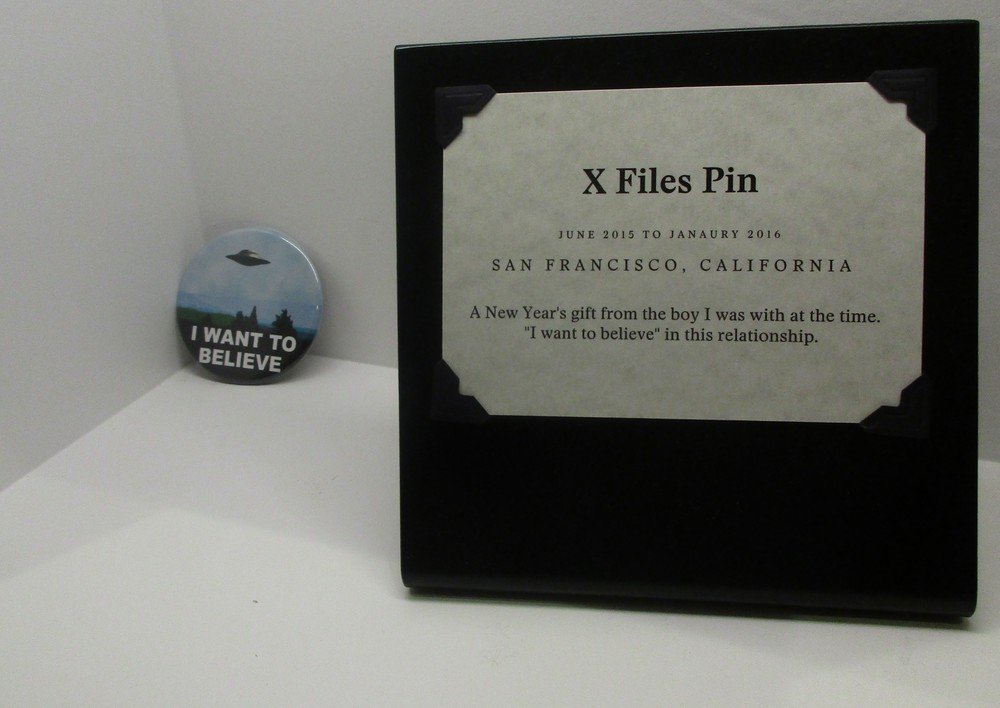 I WANT TO
BELIEVE
X Files Pin
JUNE 2015 TO JANAURY 2016
SAN FRANCISCO, CALIFORNIA
A New Year's gift from the boy I was with at the time.
"I want to believe" in this relationship.